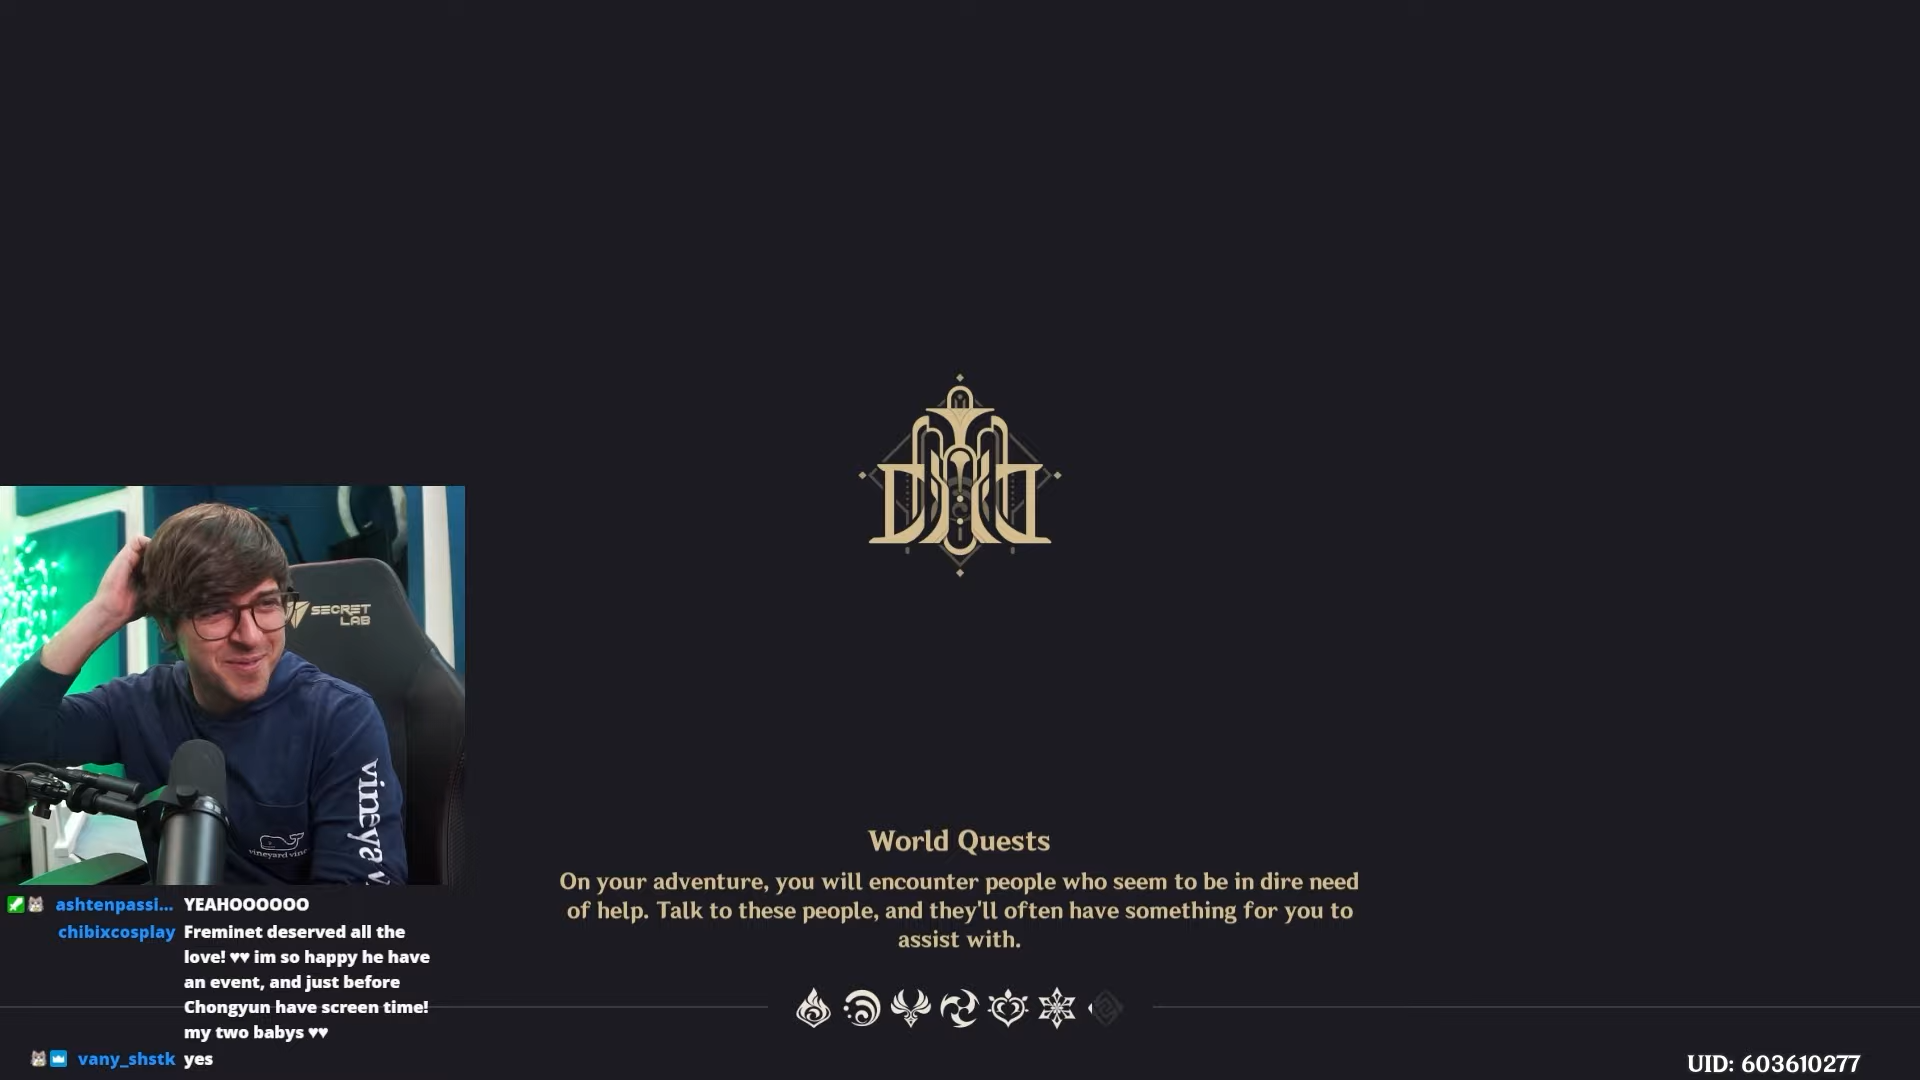 SECRET
LAB
vineya
vineyard vine
ashtenpassi... YEAHOOOOOO
chibixcosplay Freminet deserved all the
love! ♥♥ im so happy he have
an event, and just before
Chongyun have screen time!
my two babys ♥♥
vany_shstk yes
World Quests
On your adventure, you will encounter people who seem to be in dire need
of help. Talk to these people, and they'll often have something for you to
assist with.
UID: 603610277